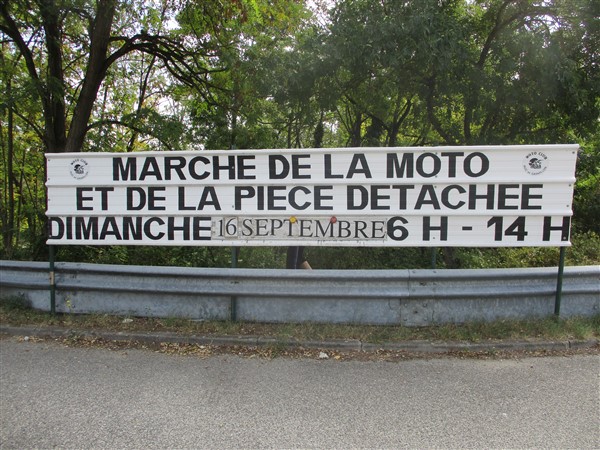 MARCHE DE LA MOTO
ET DE LA PIECE DETACHEE
DIMANCHE 16 SEPTEMBRE 6 H - 14 H